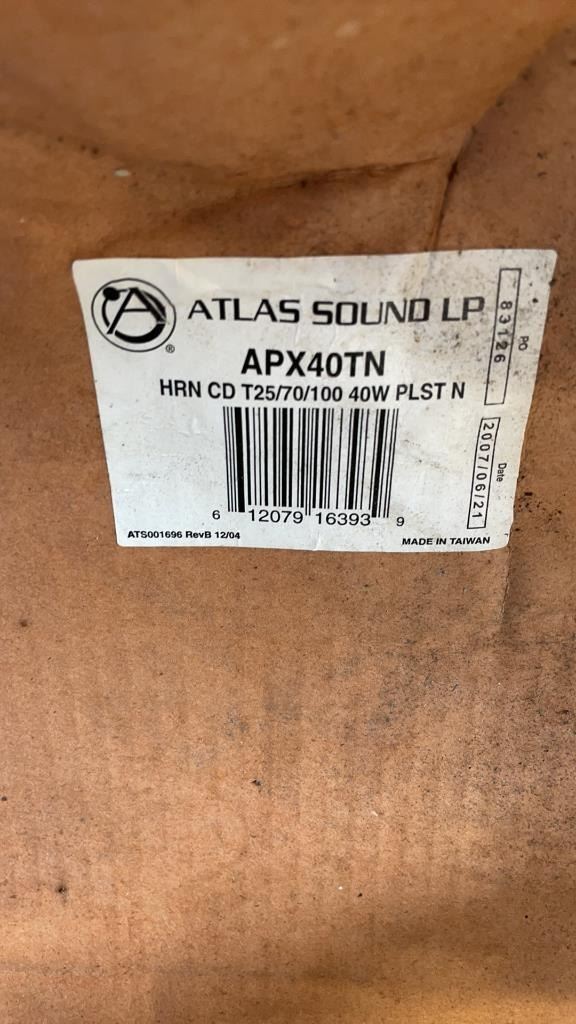 A
®
ATLAS SOUND LP
APX40TN
HRN CD T25/70/100 40W PLST N
6 12079 16393 9
ATS001696 RevB 12/04
MADE IN TAIWAN
PO
83126
Date
2007/06/21